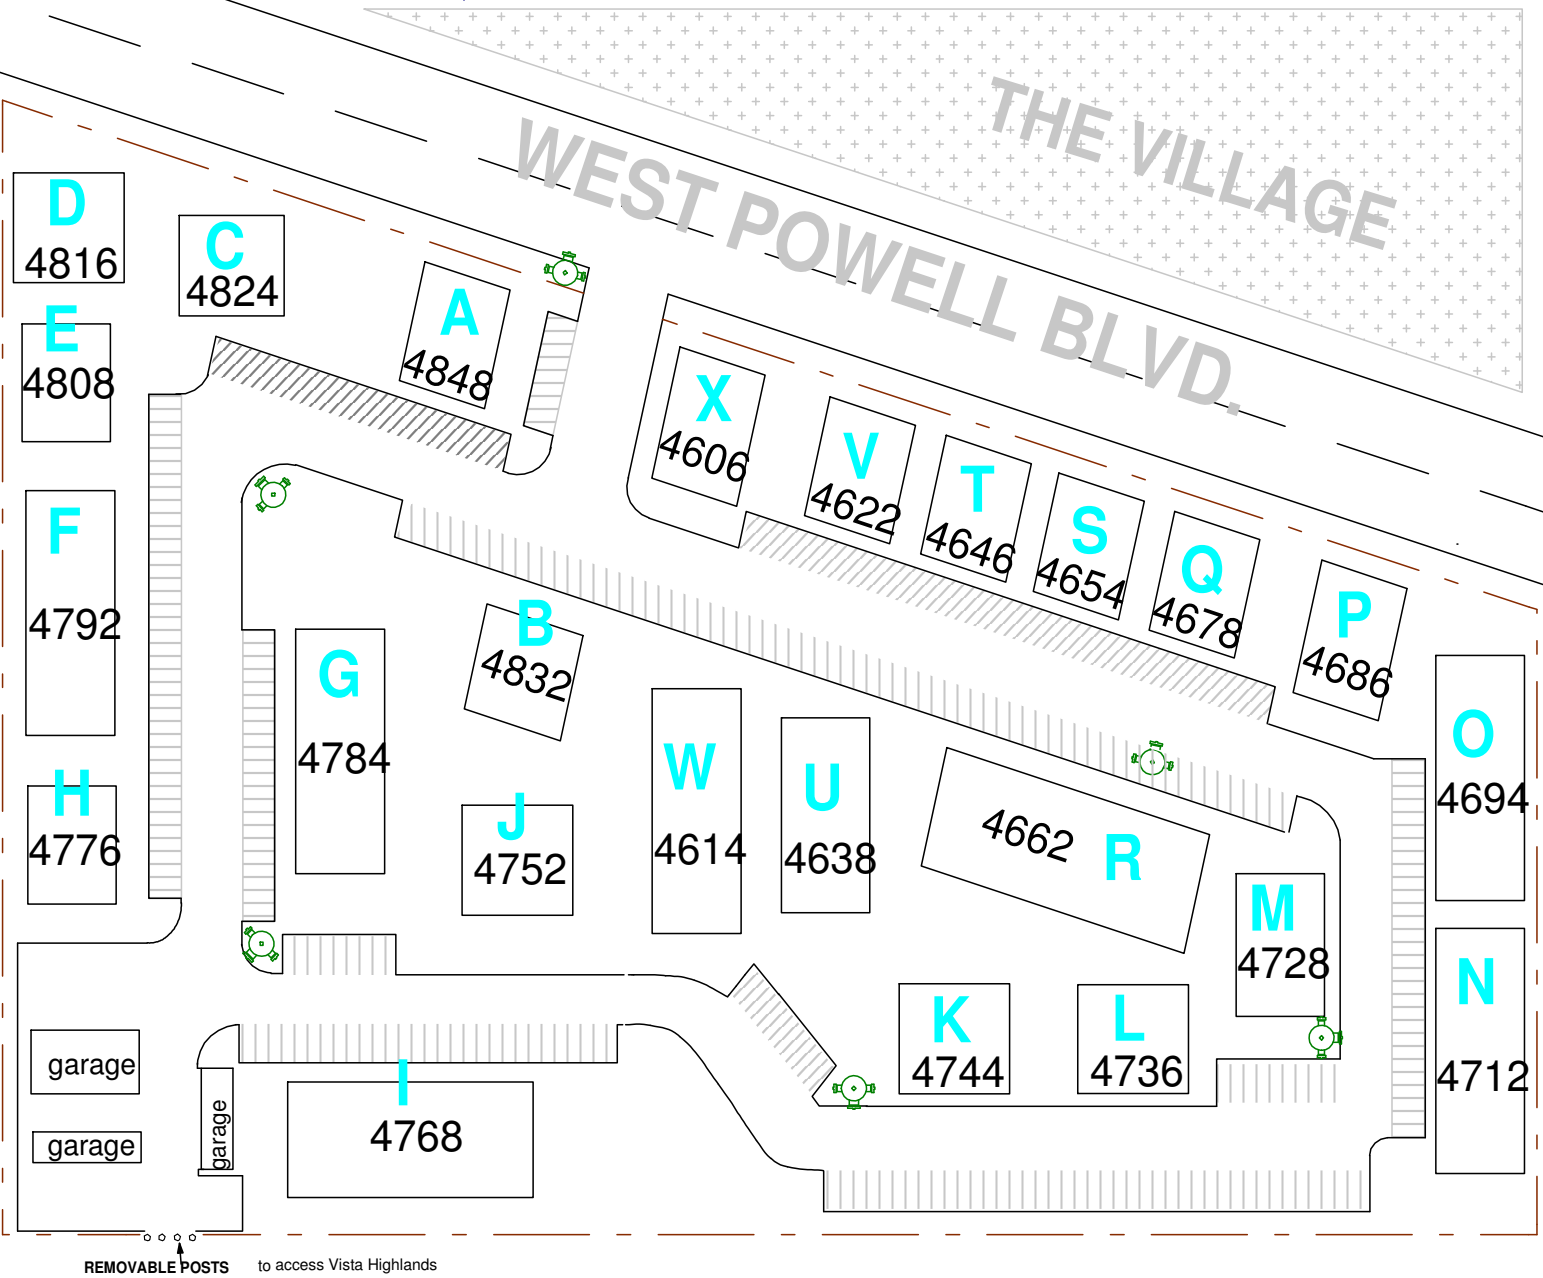 THE VILLAGE
WEST POWELL BLVD.
D
4816
C
4824
E
4808
A
4848
X
4606
V
4622
T
4646
S
4654
Q
4678
P
4686
F
4792
B
4832
G
4784
O
4694
W
4614
U
4638
4662 R
H
4776
J
4752
M
4728
N
4712
K
4744
L
4736
I
4768
garage
garage
garage
REMOVABLE POSTS to access Vista Highlands